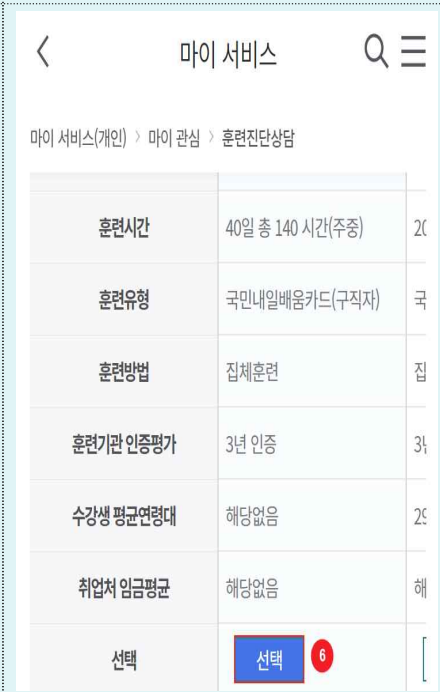 마이 서비스
마이 서비스(개인) > 마이 관심 > 훈련진단상담
훈련시간 40일 총 140 시간(주중) 20
훈련유형 국민내일배움카드(구직자) 국
훈련방법 집체훈련 집
훈련기관 인증평가 3년 인증
수강생 평균연령대 해당없음 29
취업처 임금평균 해당없음 해
선택 선택 6